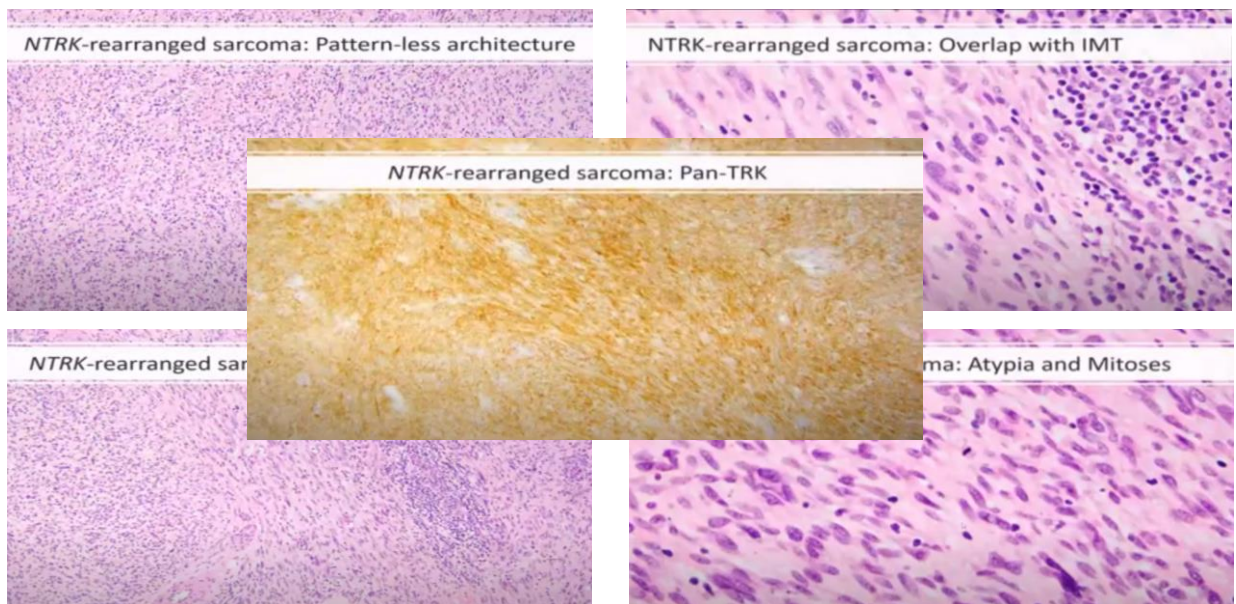 NTRK-rearranged sarcoma: Pattern-less architecture
NTRK-rearranged sarcoma: Overlap with IMT
NTRK-rearranged sarcoma: Pan-TRK
NTRK-rearranged sar
ma: Atypia and Mitoses